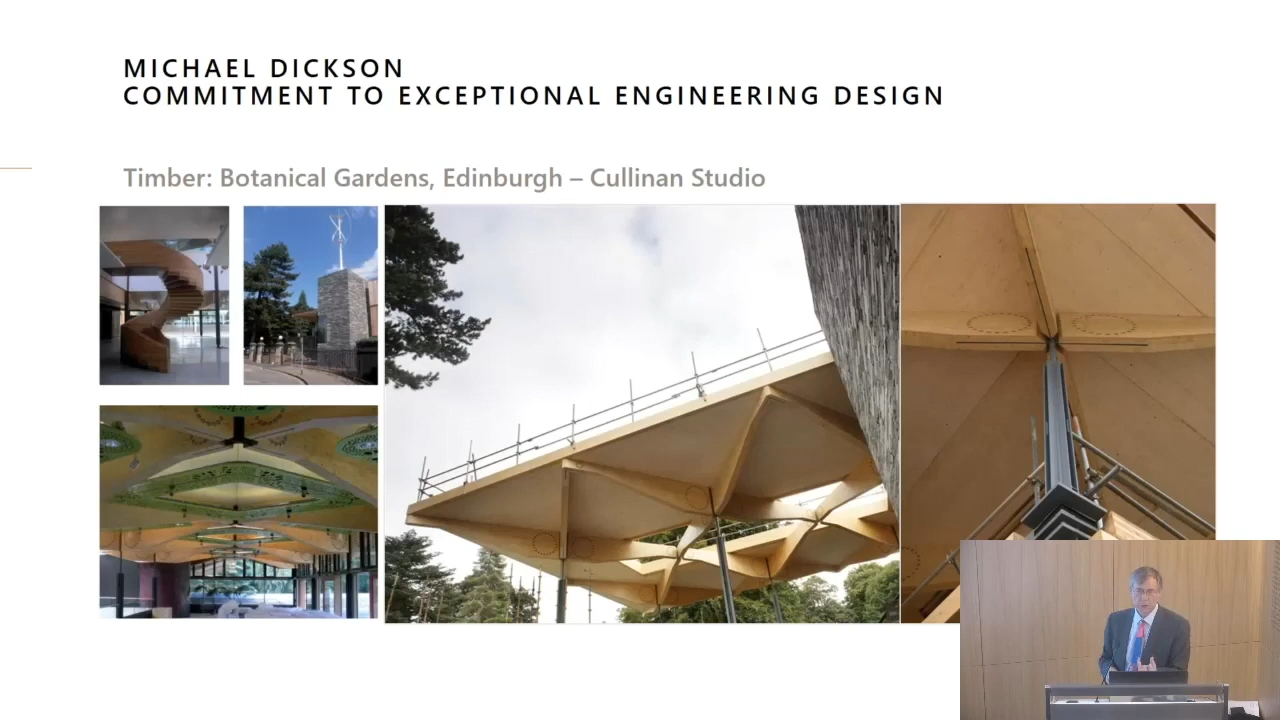 MICHAEL DICKSON
COMMITMENT TO EXCEPTIONAL ENGINEERING DESIGN
Timber: Botanical Gardens, Edinburgh – Cullinan Studio